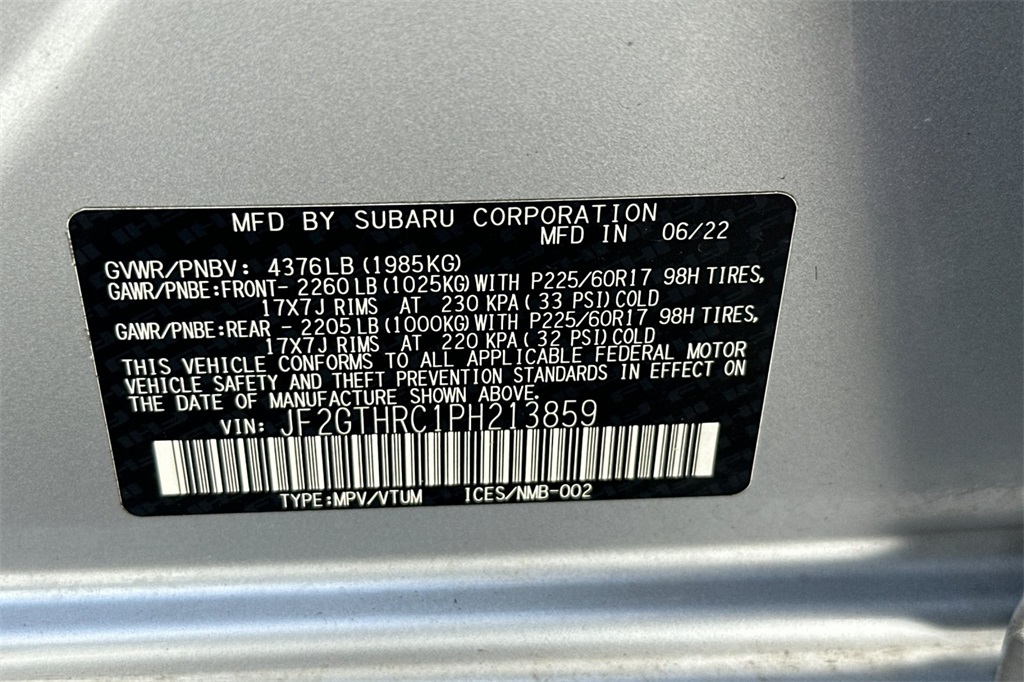 MFD BY SUBARU CORPORATION
MFD IN 06/22
GVWR/PNBV: 4376LB (1985KG)
GAWR/PNBE:FRONT- 2260LB (1025KG) WITH P225/60R17 98H TIRES,
17X7J RIMS AT 230 KPA ( 33 PSI) COLD
GAWR/PNBE:REAR - 2205LB (1000KG) WITH P225/60R17 98H TIRES,
17X7J RIMS AT 220 KPA ( 32 PSI) COLD
THIS VEHICLE CONFORMS TO ALL APPLICABLE FEDERAL MOTOR
VEHICLE SAFETY AND THEFT PREVENTION STANDARDS IN EFFECT ON
THE DATE OF MANUFACTURE SHOWN ABOVE.
VIN: JF2GTHRC1PH213859
TYPE:MPV/VTUM ICES/NMB-002